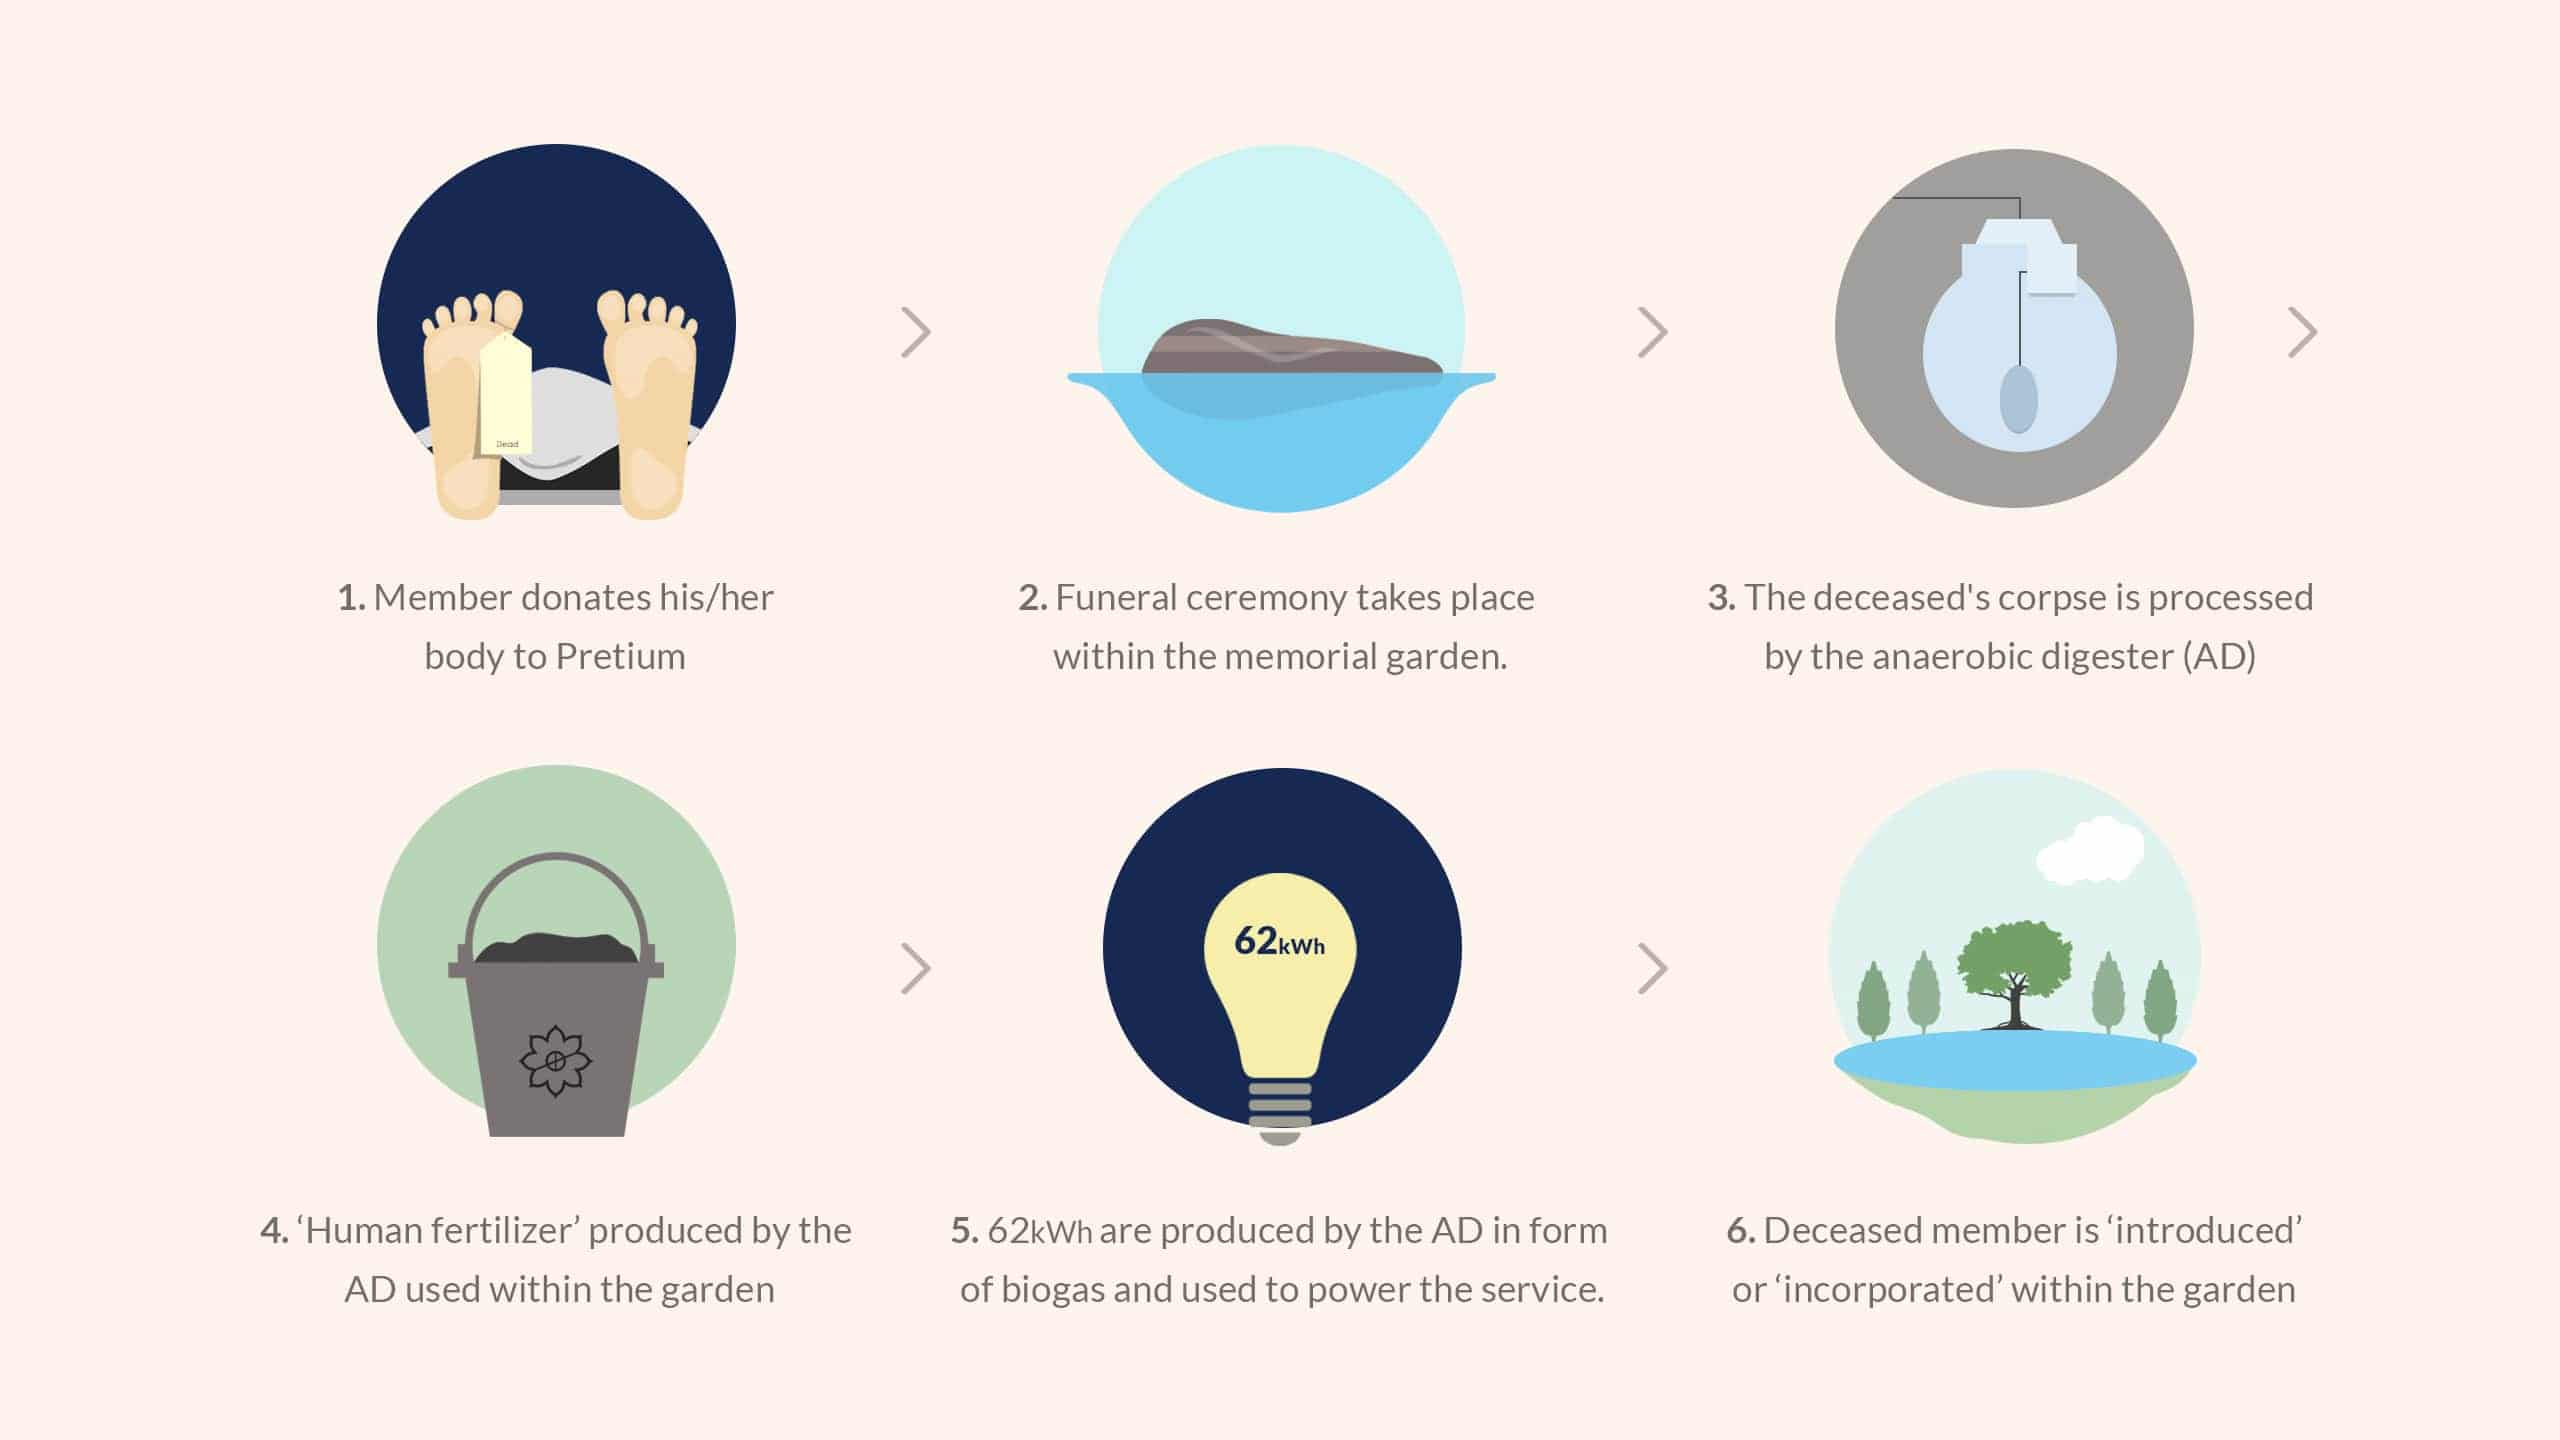 Dead
1. Member donates his/her
body to Pretium
2. Funeral ceremony takes place
within the memorial garden.
3. The deceased's corpse is processed
by the anaerobic digester (AD)
62kWh
4. ‘Human fertilizer’ produced by the
AD used within the garden
5. 62kWh are produced by the AD in form
of biogas and used to power the service.
6. Deceased member is ‘introduced’
or ‘incorporated’ within the garden